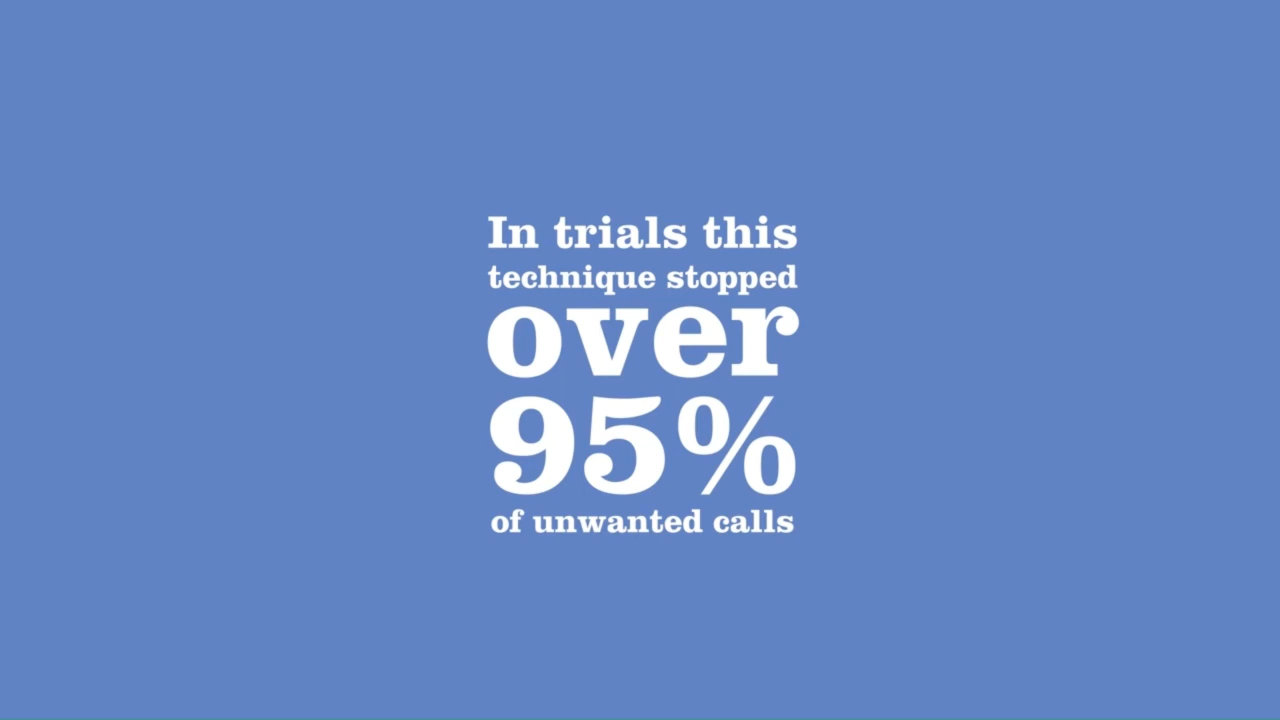 In trials this
technique stopped
over
95%
of unwanted calls